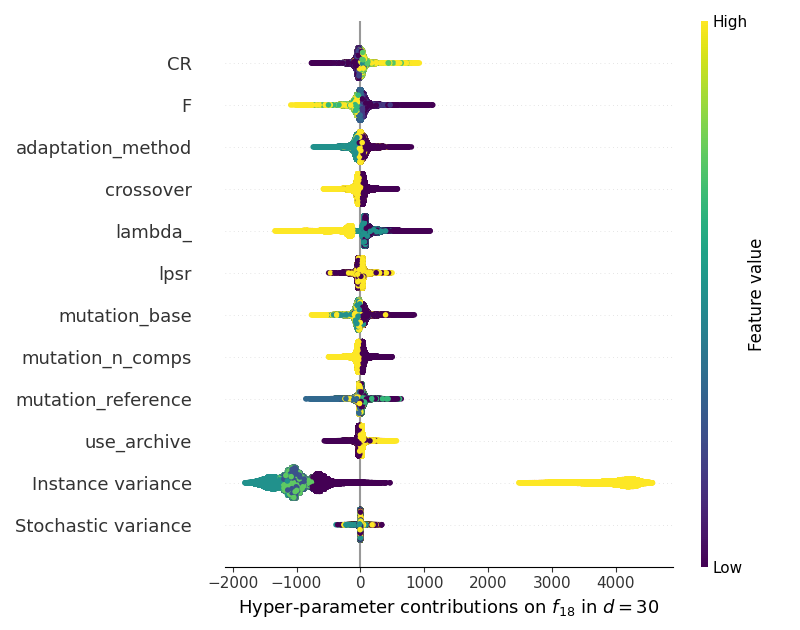 High
CR
F
adaptation_method
crossover
lambda_
lpsr
mutation_base
mutation_n_comps
mutation_reference
use_archive
Instance variance
Stochastic variance
Feature value
Low
−2000 −1000 0 1000 2000 3000 4000
Hyper-parameter contributions on f₁₈ in d = 30